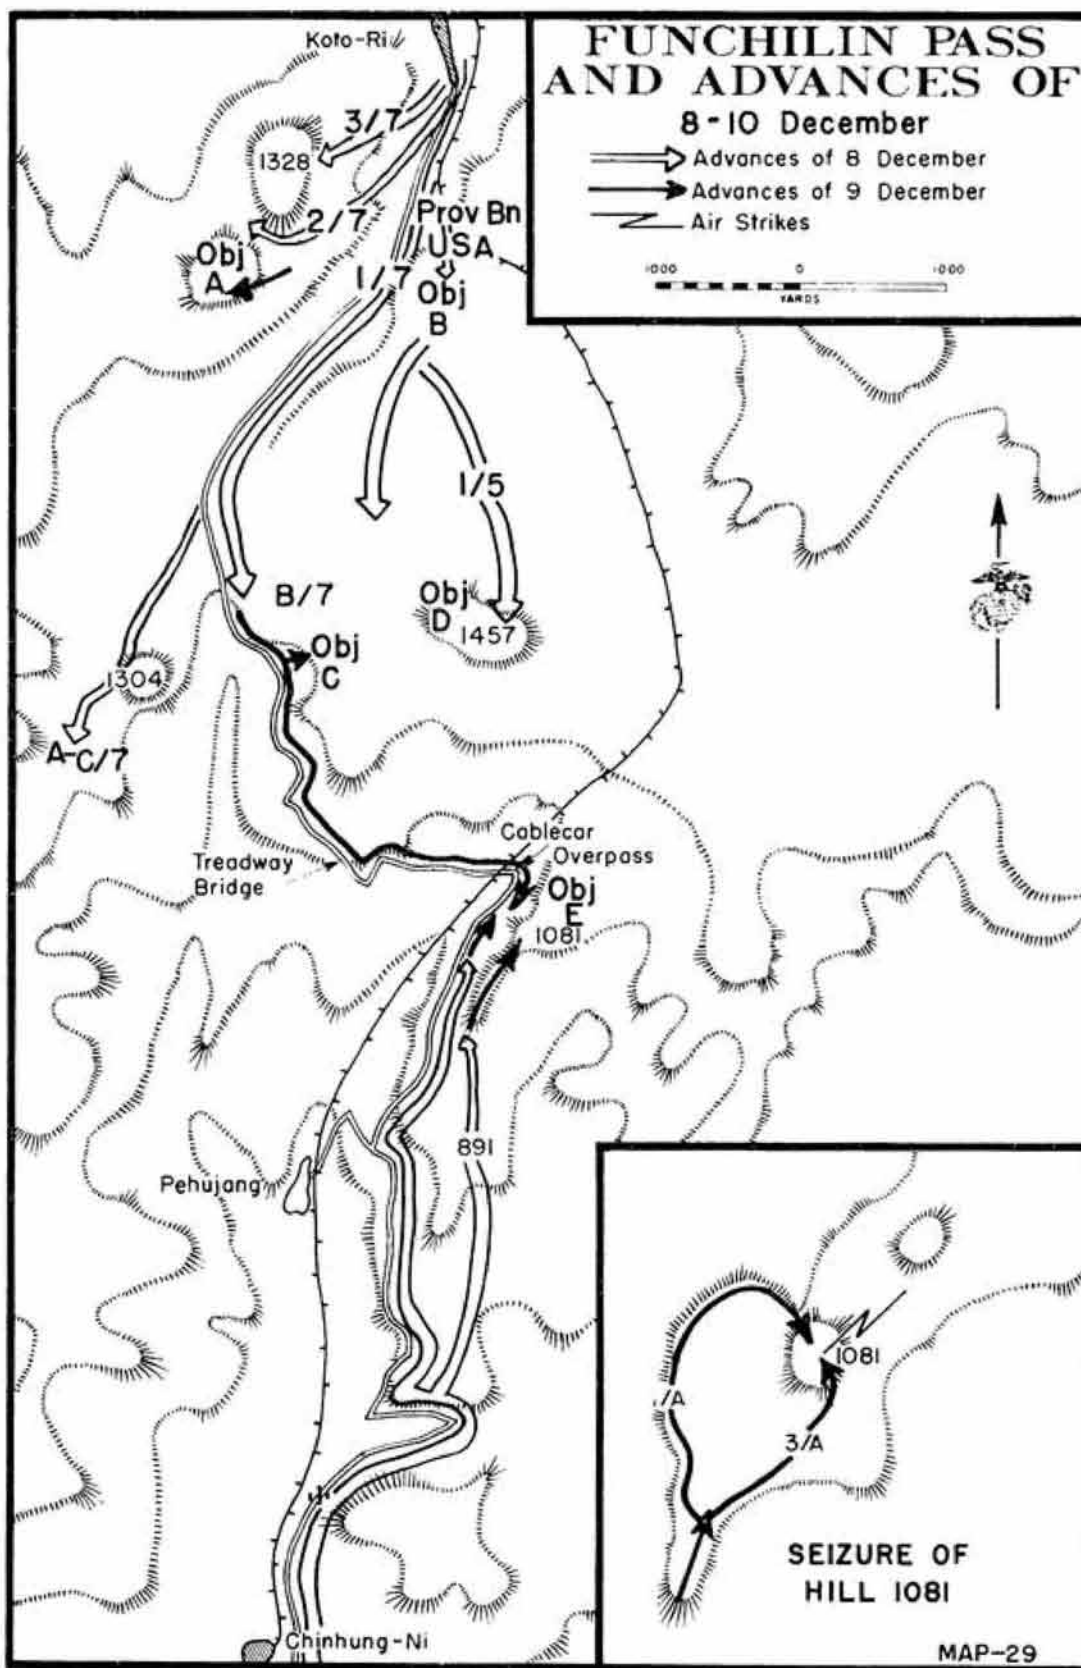 FUNCHILIN PASS
AND ADVANCES OF
8-10 December
Advances of 8 December
Advances of 9 December
Air Strikes
1000 0 1000
YARDS
Koto-Ri
3/7
1328
2/7
Prov Bn
USA
Obj
A
1/7
Obj
B
1/5
B/7
Obj
D
1457
Obj
C
1304
A-C/7
Cablecar
Overpass
Treadway
Bridge
Obj
E
1081
891
Pehujang
Chinhung-Ni
1081
/A
3/A
SEIZURE OF
HILL 1081
MAP-29